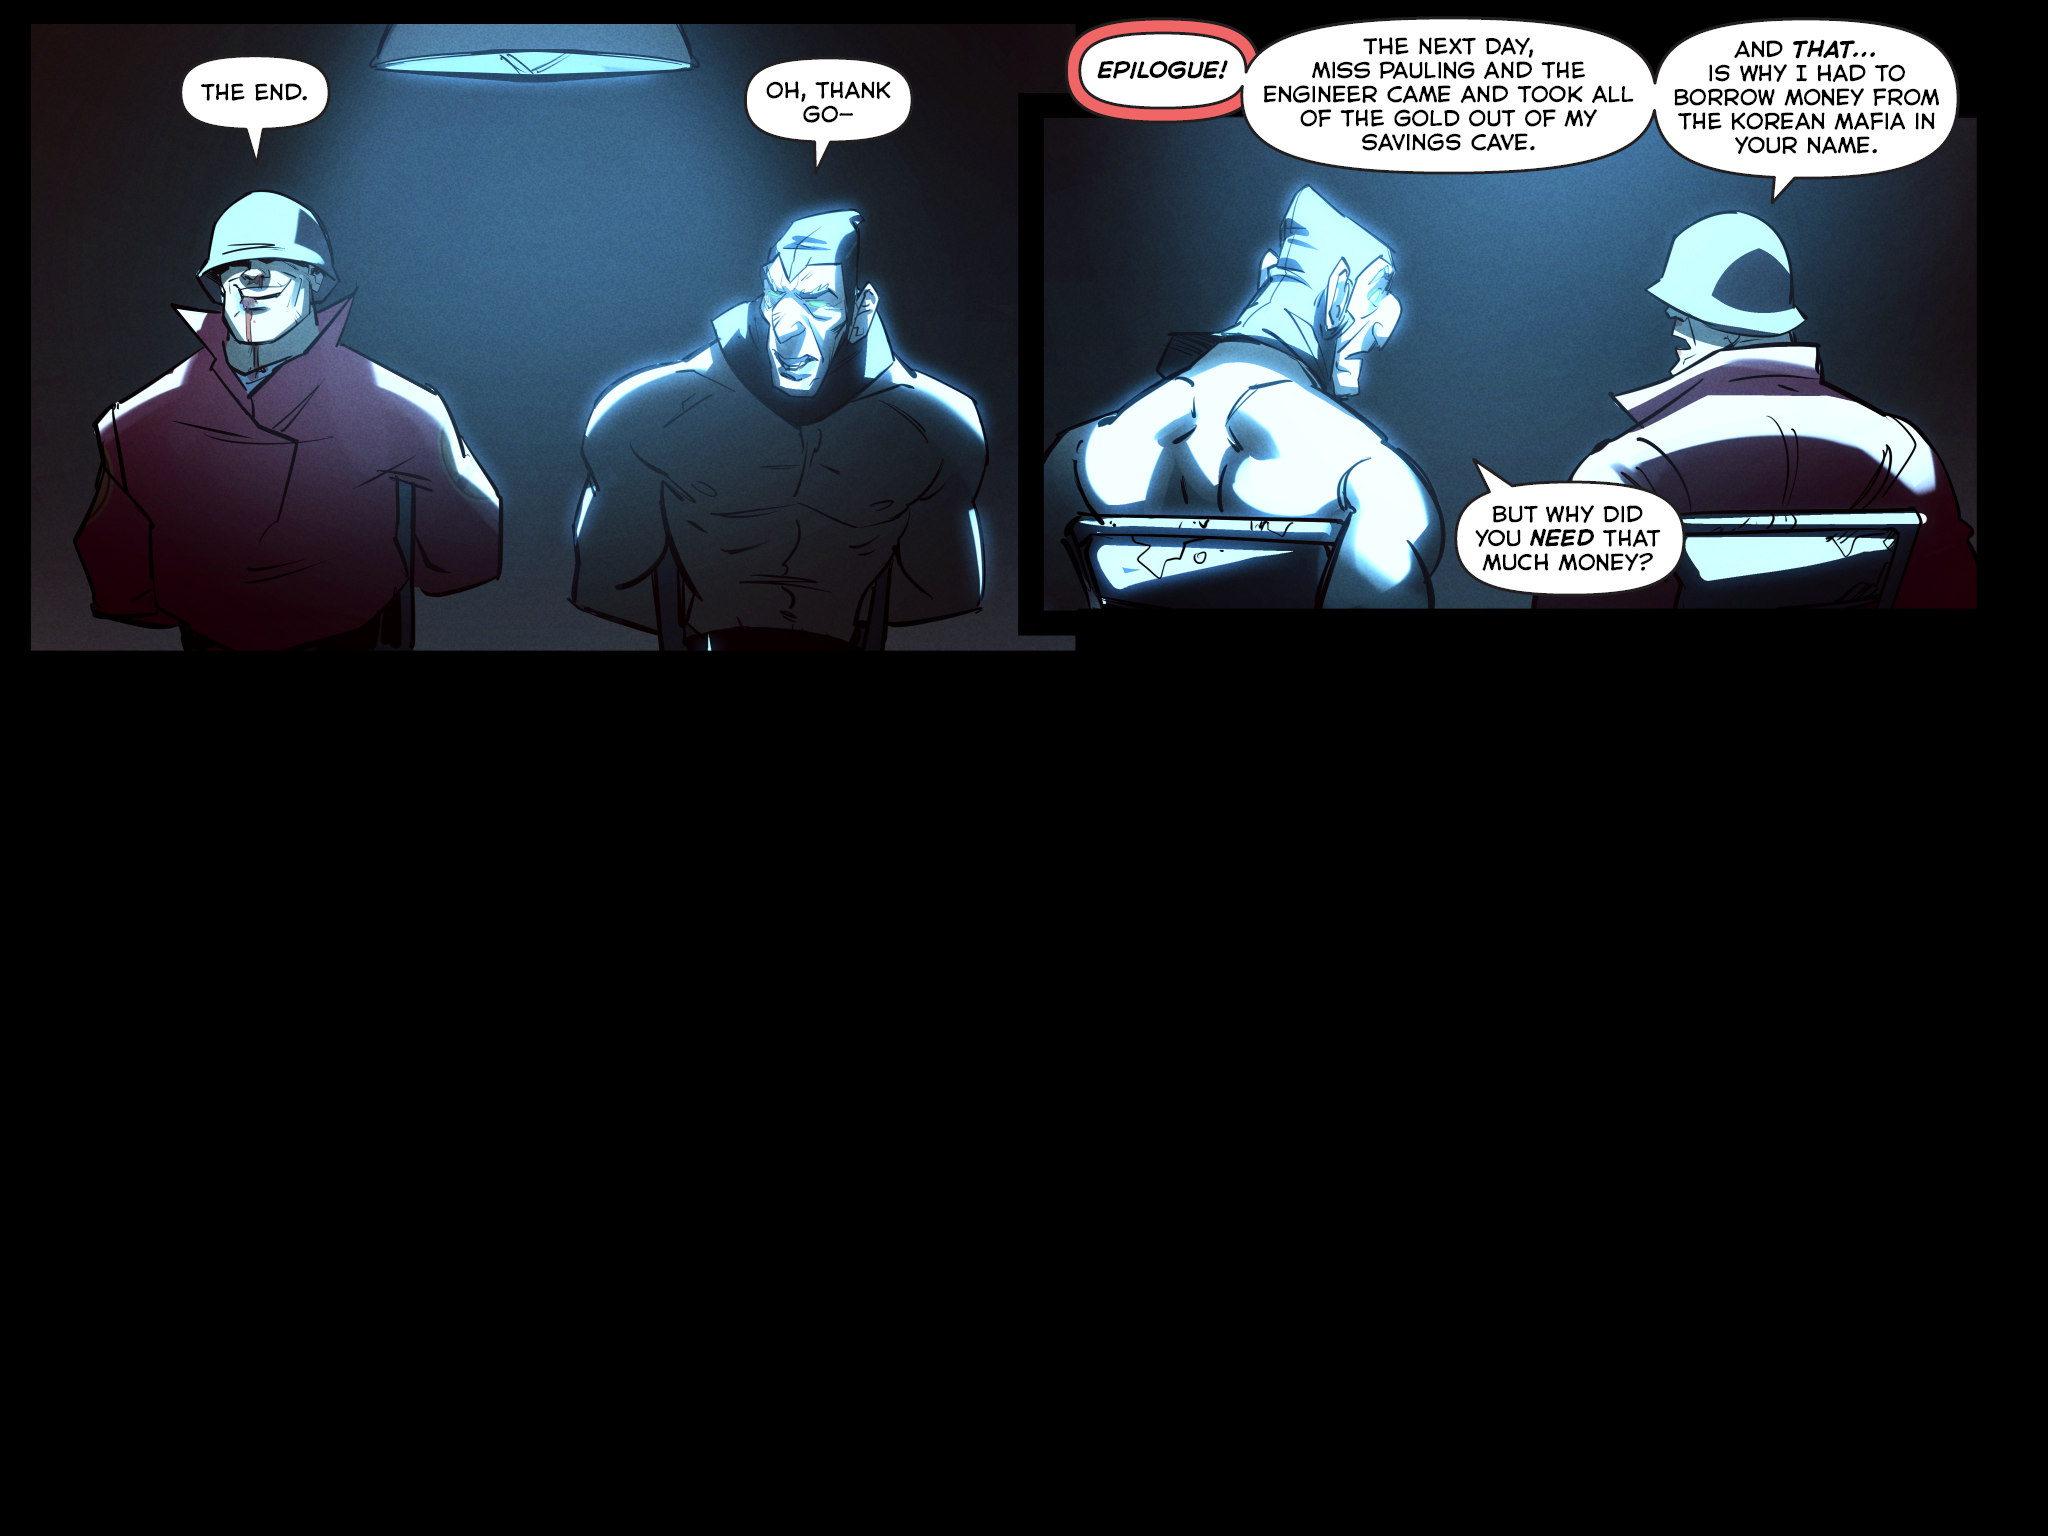 THE END.
OH, THANK
GO–
EPILOGUE!
THE NEXT DAY,
MISS PAULING AND THE
ENGINEER CAME AND TOOK ALL
OF THE GOLD OUT OF MY
SAVINGS CAVE.
AND THAT...
IS WHY I HAD TO
BORROW MONEY FROM
THE KOREAN MAFIA IN
YOUR NAME.
BUT WHY DID
YOU NEED THAT
MUCH MONEY?